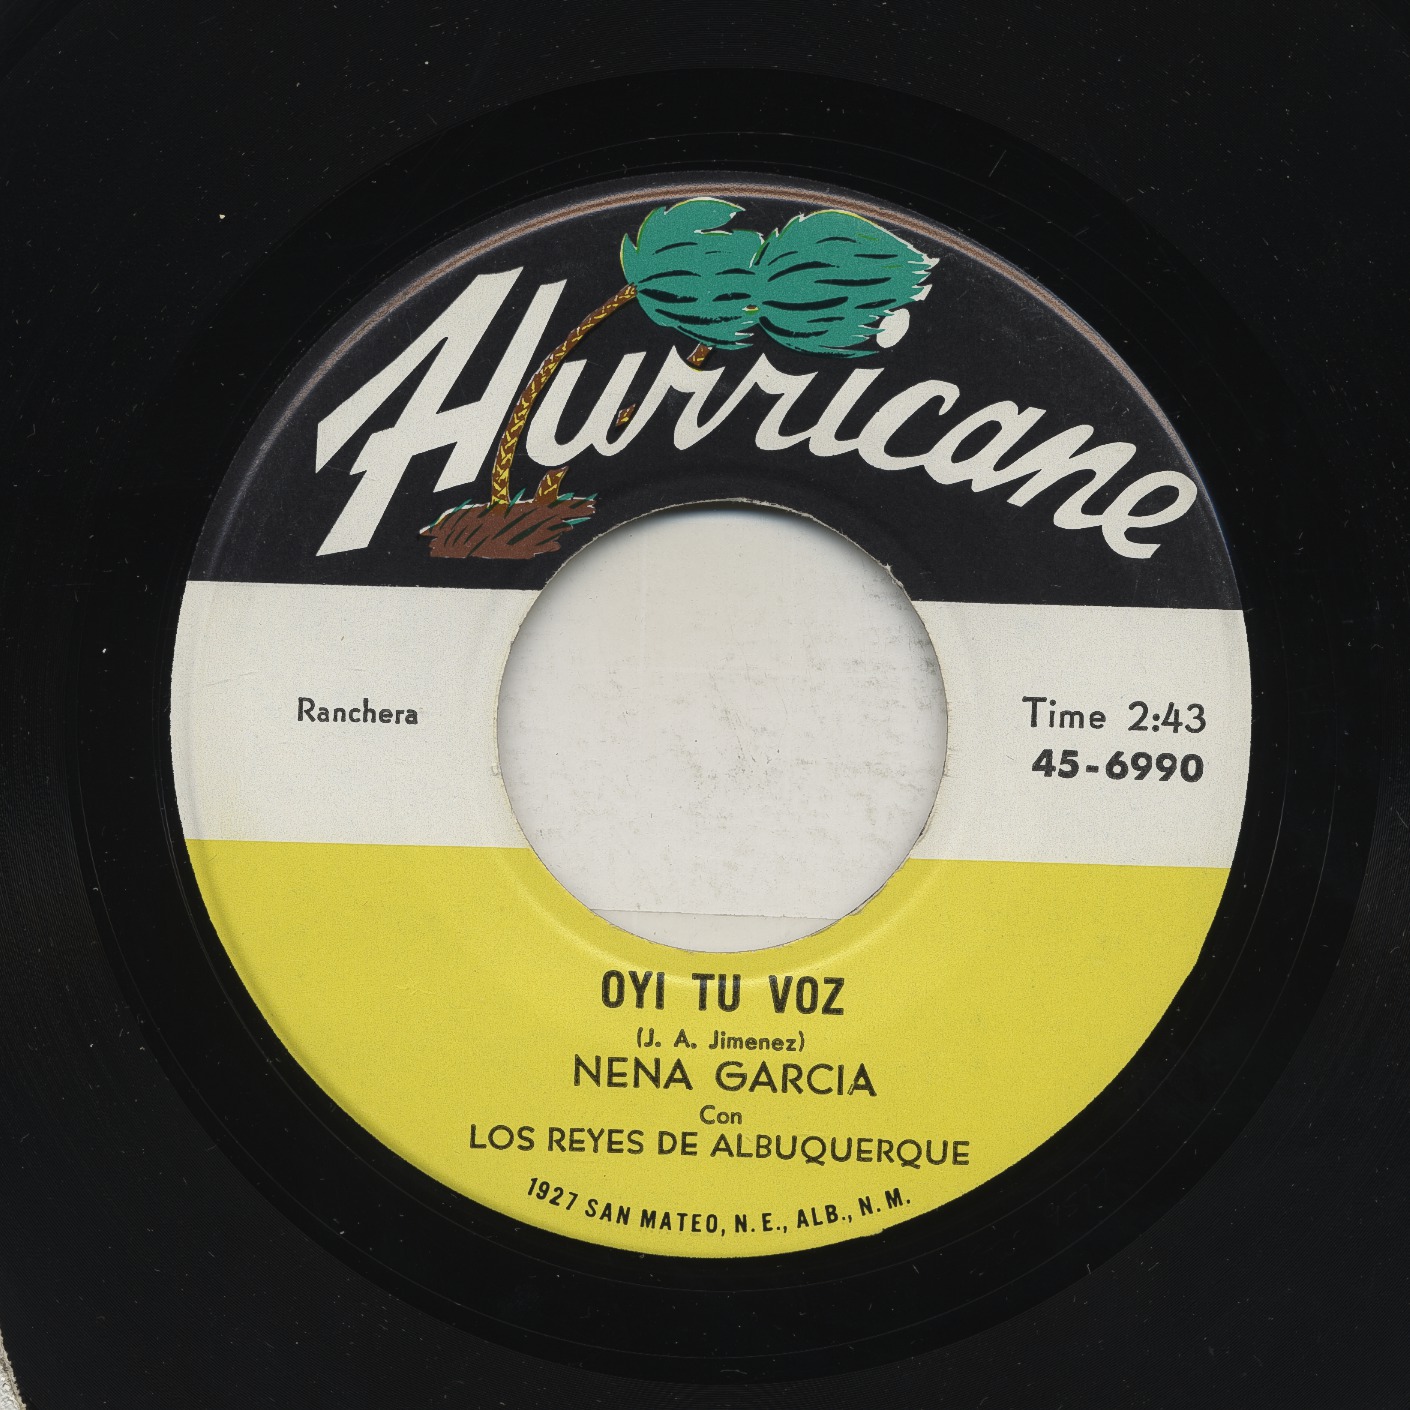 Hurricane
Ranchera
Time 2:43
45-6990
OYI TU VOZ
(J. A. Jimenez)
NENA GARCIA
Con
LOS REYES DE ALBUQUERQUE
1927 SAN MATEO, N.E., ALB., N.M.